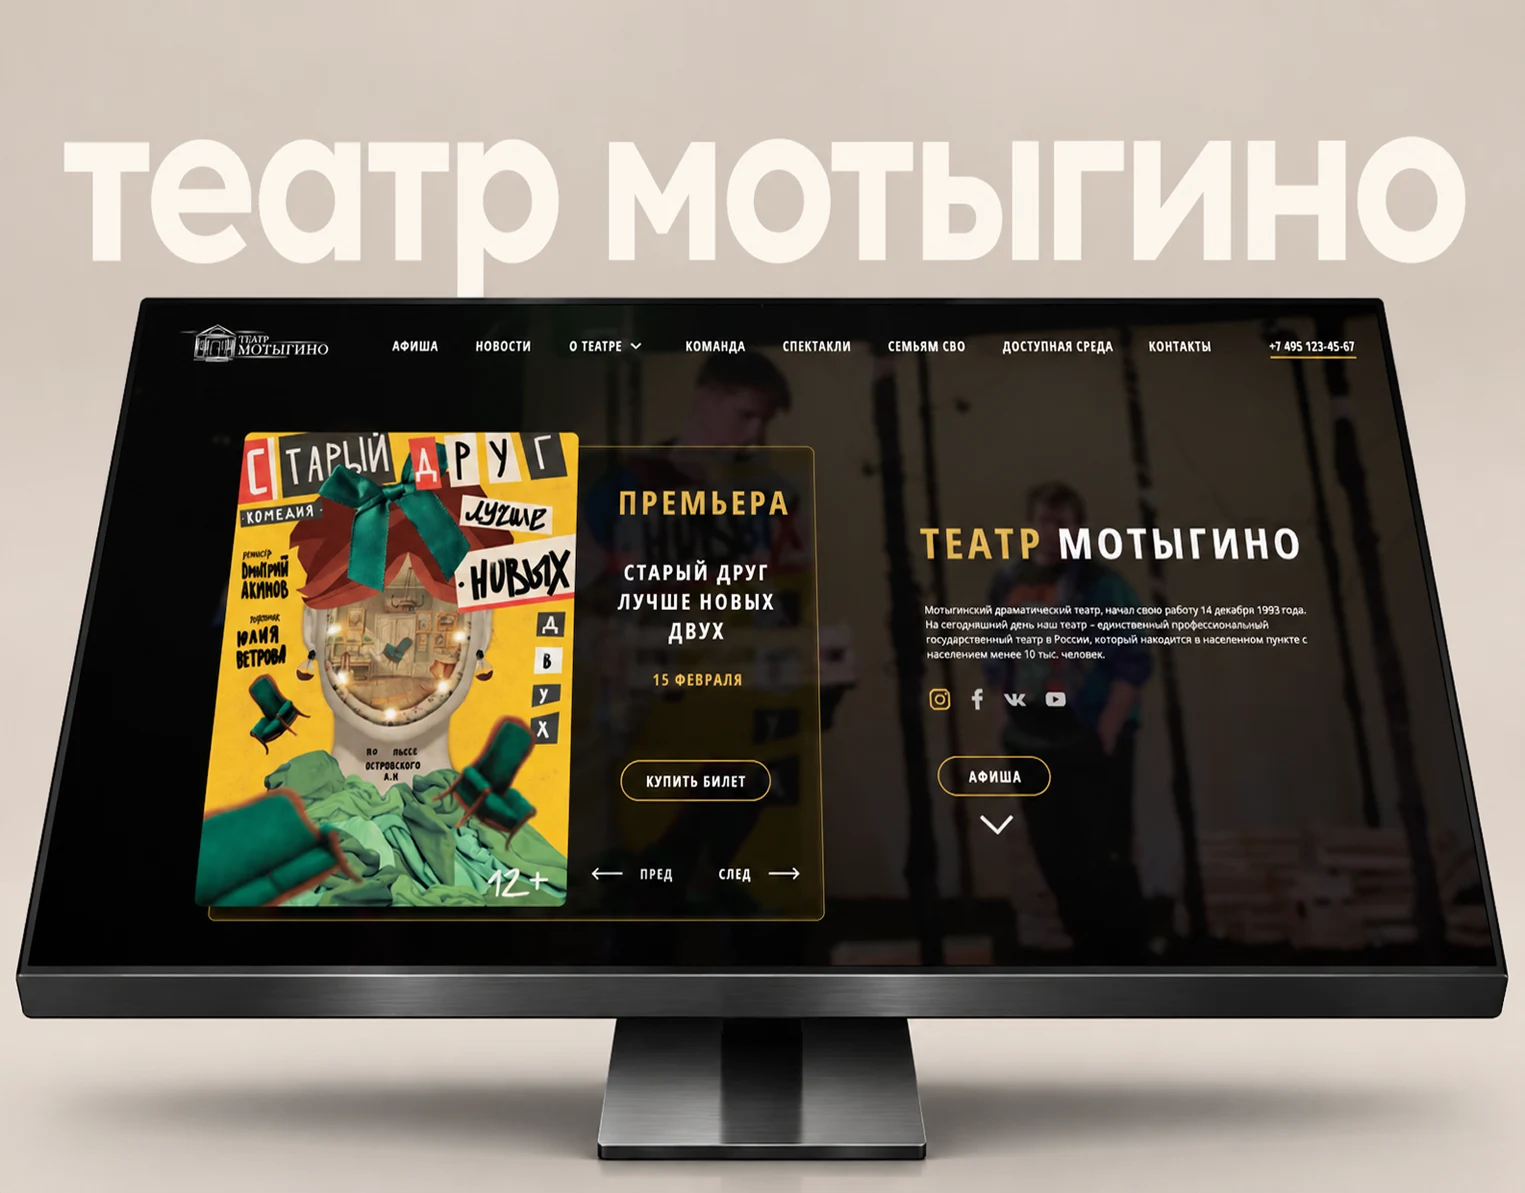 театр мотыгино
ТЕАТР
МОТЫГИНО
АФИША
НОВОСТИ
О ТЕАТРЕ
КОМАНДА
СПЕКТАКЛИ
СЕМЬЯМ СВО
ДОСТУПНАЯ СРЕДА
КОНТАКТЫ
+7 495 123-45-67
СТАРЫЙ ДРУГ
·КОМЕДИЯ·
ЛУЧШЕ
·НОВЫХ
РЕЖИССЁР
ДМИТРИЙ
АКИМОВ
ХУДОЖНИК
ЮЛИЯ
ВЕТРОВА
Д
В
У
Х
ПО ПЬЕСЕ
ОСТРОВСКОГО
А.Н
12+
ПРЕМЬЕРА
СТАРЫЙ ДРУГ
ЛУЧШЕ НОВЫХ
ДВУХ
15 ФЕВРАЛЯ
КУПИТЬ БИЛЕТ
ПРЕД
СЛЕД
ТЕАТР МОТЫГИНО
Мотыгинский драматический театр, начал свою работу 14 декабря 1993 года.
На сегодняшний день наш театр – единственный профессиональный
государственный театр в России, который находится в населенном пункте с
населением менее 10 тыс. человек.
АФИША